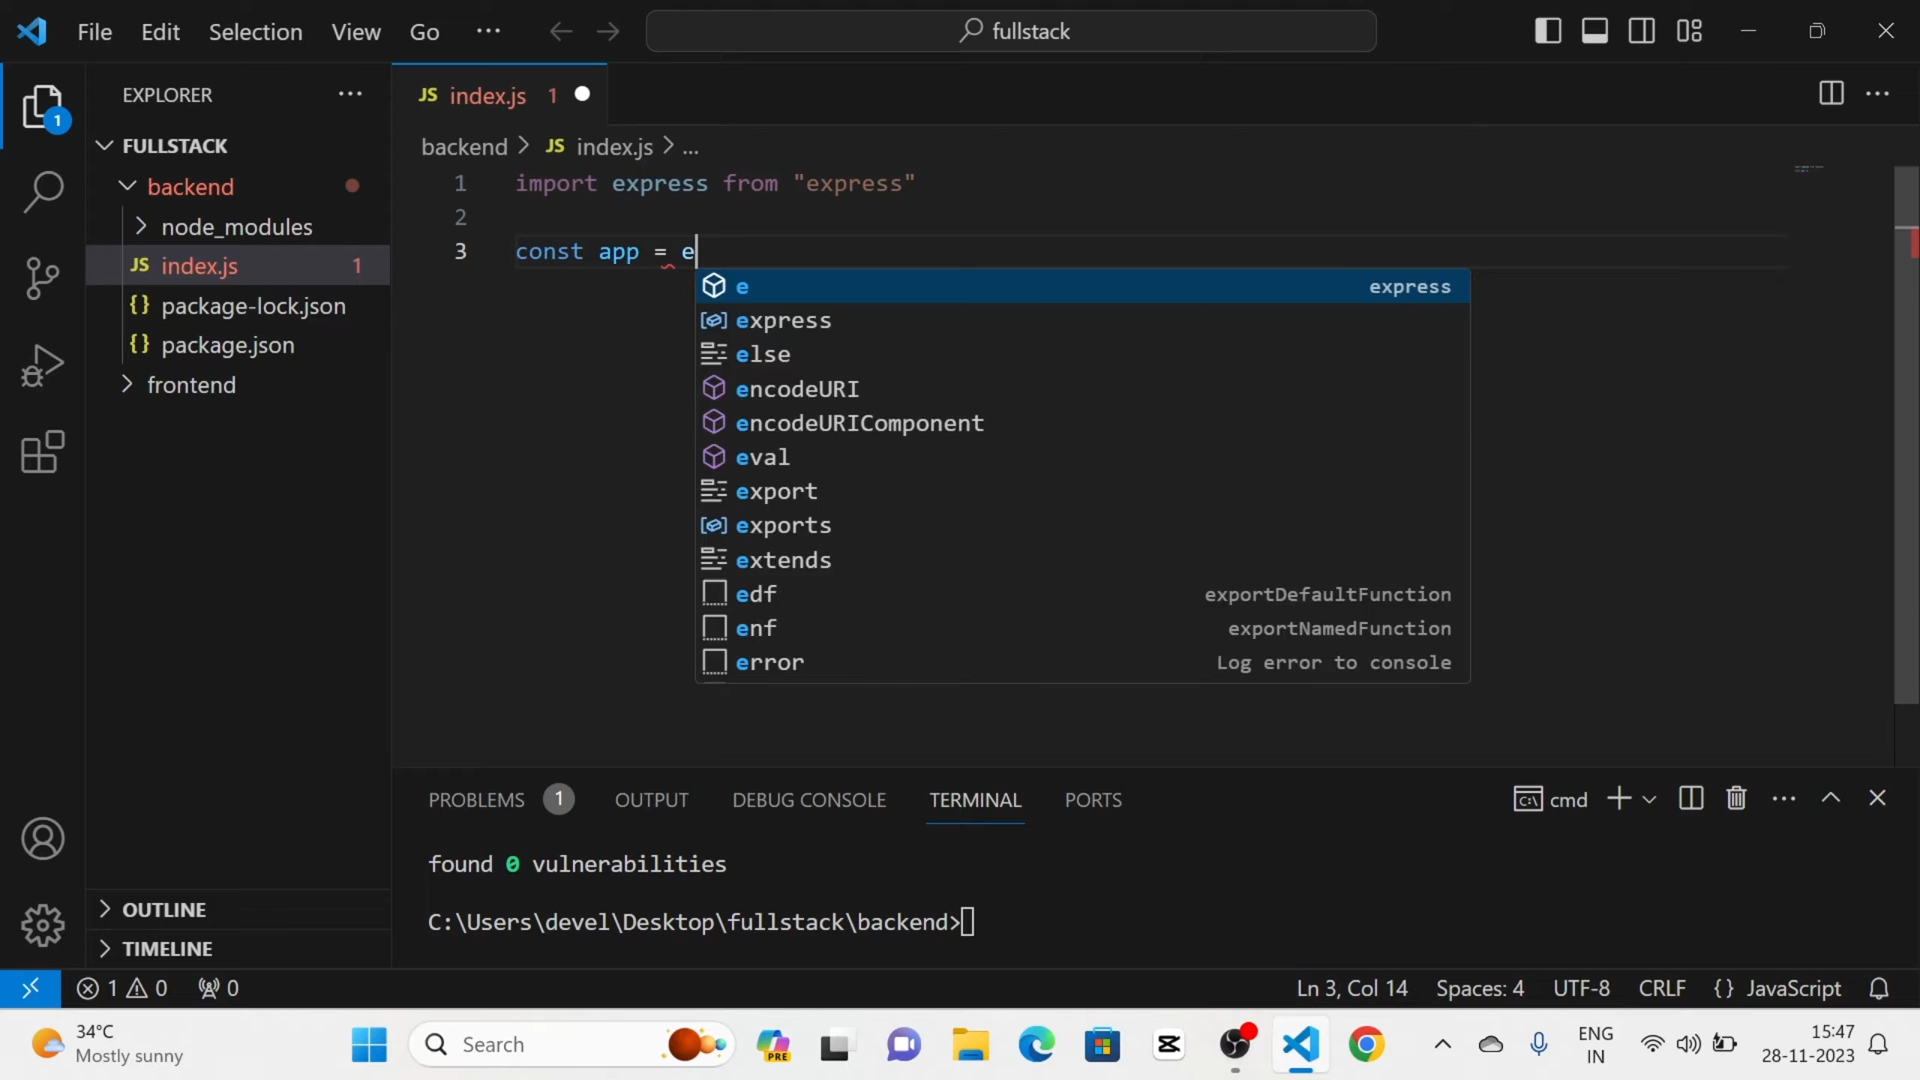 File Edit Selection View Go ··· fullstack
EXPLORER ···
1
FULLSTACK
backend
node_modules
JS index.js 1
{} package-lock.json
{} package.json
frontend
OUTLINE
TIMELINE
JS index.js 1
backend > JS index.js > ...
1 import express from "express"
2
3 const app = e
e express
express
else
encodeURI
encodeURIComponent
eval
export
exports
extends
edf exportDefaultFunction
enf exportNamedFunction
error Log error to console
PROBLEMS 1 OUTPUT DEBUG CONSOLE TERMINAL PORTS cmd
found 0 vulnerabilities
C:\Users\devel\Desktop\fullstack\backend>
1 0 0 Ln 3, Col 14 Spaces: 4 UTF-8 CRLF {} JavaScript
34°C
Mostly sunny
Search
PRE
ENG
IN
15:47
28-11-2023